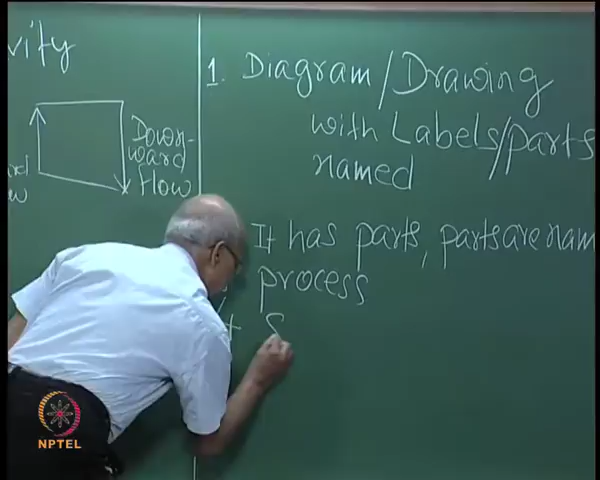 vity
Down-
ward
flow
1. Diagram/Drawing
with Labels/Parts
named
It has parts, parts are nam
process
s
NPTEL